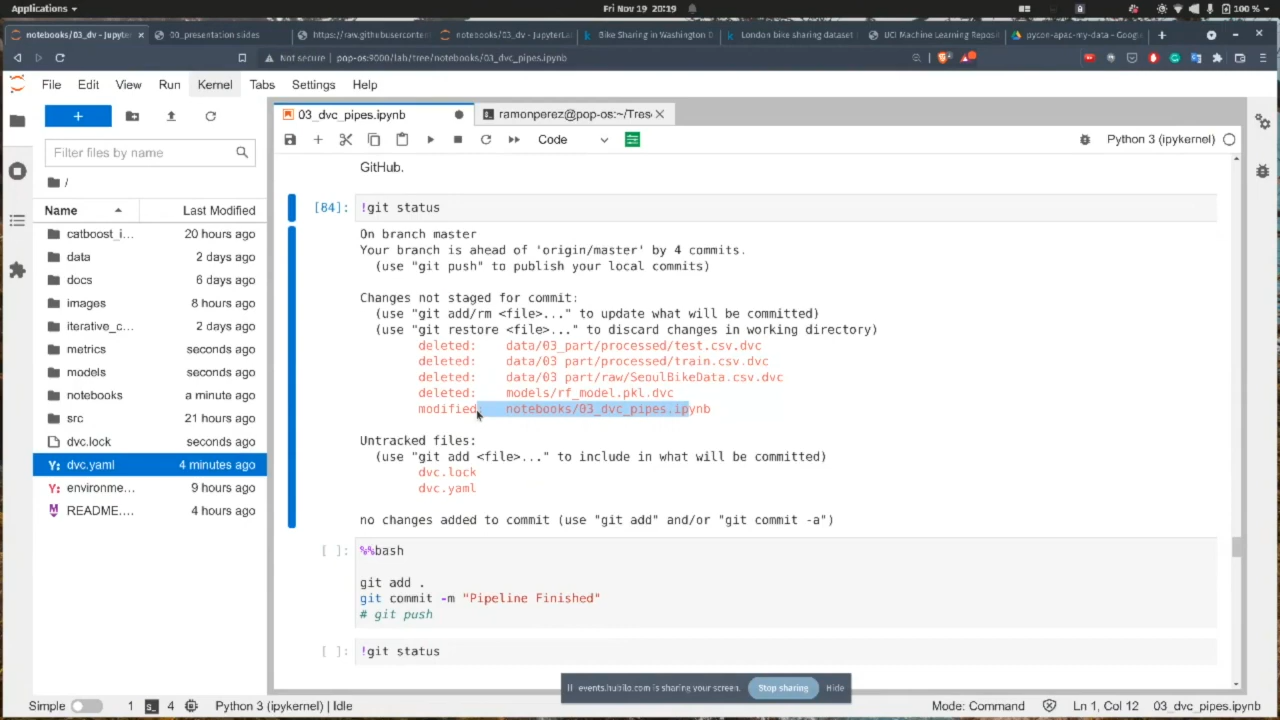 Applications
Fri Nov 19 20:19
100 %
notebooks/03_dv - JupyterL
00_presentation slides
https://raw.githubusercontent
notebooks/03_dv - JupyterLa
Bike Sharing in Washington D
London bike sharing dataset
UCI Machine Learning Reposit
pycon-apac-my-data - Google
Not secure | pop-os:9000/lab/tree/notebooks/03_dvc_pipes.ipynb
File Edit View Run Kernel Tabs Settings Help
03_dvc_pipes.ipynb
ramonperez@pop-os:~/Tres
Code
Python 3 (ipykernel)
Filter files by name
/
Name Last Modified
catboost_i... 20 hours ago
data 2 days ago
docs 6 days ago
images 8 hours ago
iterative_c... 2 days ago
metrics seconds ago
models seconds ago
notebooks a minute ago
src 21 hours ago
dvc.lock seconds ago
Y: dvc.yaml 4 minutes ago
Y: environme... 9 hours ago
README.... 4 hours ago
GitHub.
[84]: !git status
On branch master
Your branch is ahead of 'origin/master' by 4 commits.
(use "git push" to publish your local commits)
Changes not staged for commit:
(use "git add/rm <file>..." to update what will be committed)
(use "git restore <file>..." to discard changes in working directory)
deleted: data/03_part/processed/test.csv.dvc
deleted: data/03_part/processed/train.csv.dvc
deleted: data/03_part/raw/SeoulBikeData.csv.dvc
deleted: models/rf_model.pkl.dvc
modified: notebooks/03_dvc_pipes.ipynb
Untracked files:
(use "git add <file>..." to include in what will be committed)
dvc.lock
dvc.yaml
no changes added to commit (use "git add" and/or "git commit -a")
[ ]: %%bash
git add .
git commit -m "Pipeline Finished"
# git push
[ ]: !git status
events.hubilo.com is sharing your screen. Stop sharing Hide
Simple 1 4 Python 3 (ipykernel) | Idle
Mode: Command Ln 1, Col 12 03_dvc_pipes.ipynb